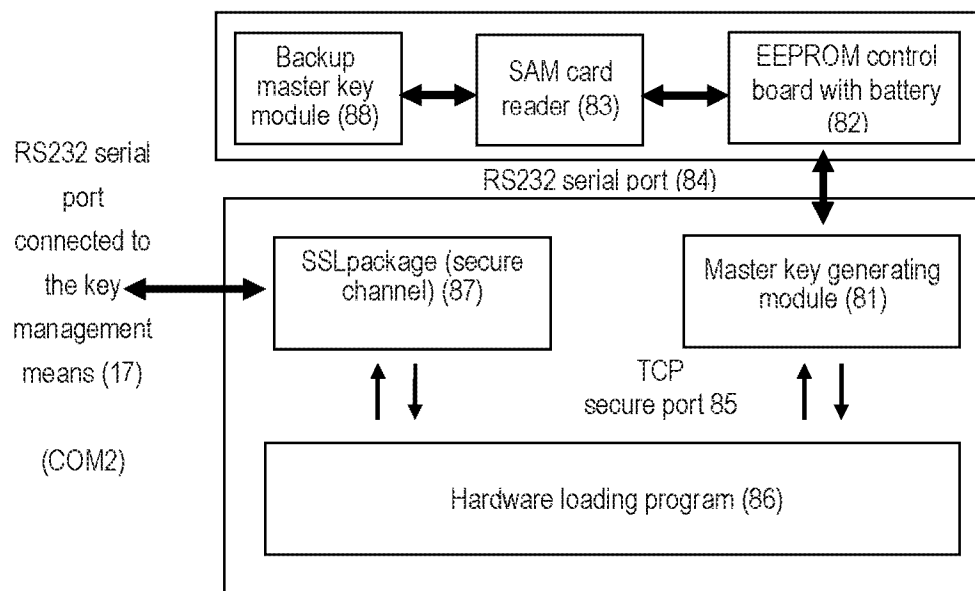 Backup
master key
module (88)
SAM card
reader (83)
EEPROM control
board with battery
(82)
RS232 serial
port
connected to
the key
management
means (17)
(COM2)
RS232 serial port (84)
SSLpackage (secure
channel) (87)
Master key generating
module (81)
TCP
secure port 85
Hardware loading program (86)